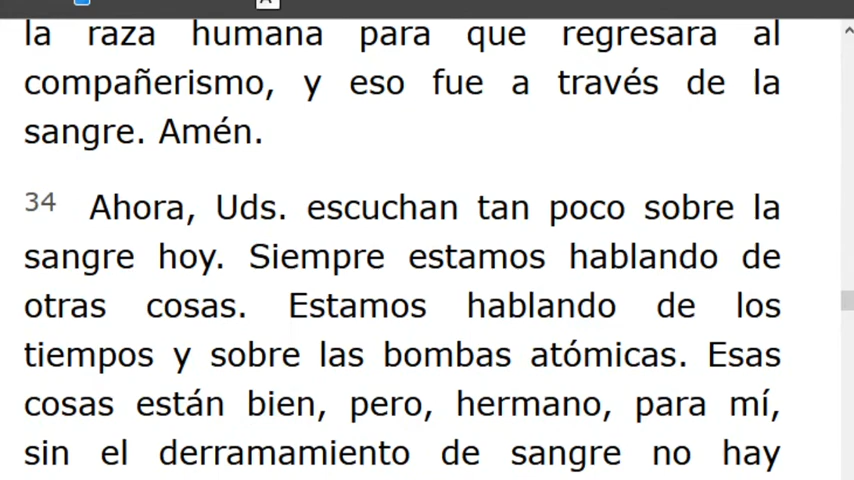 la raza humana para que regresara al
compañerismo, y eso fue a través de la
sangre. Amén.
34 Ahora, Uds. escuchan tan poco sobre la
sangre hoy. Siempre estamos hablando de
otras cosas. Estamos hablando de los
tiempos y sobre las bombas atómicas. Esas
cosas están bien, pero, hermano, para mí,
sin el derramamiento de sangre no hay